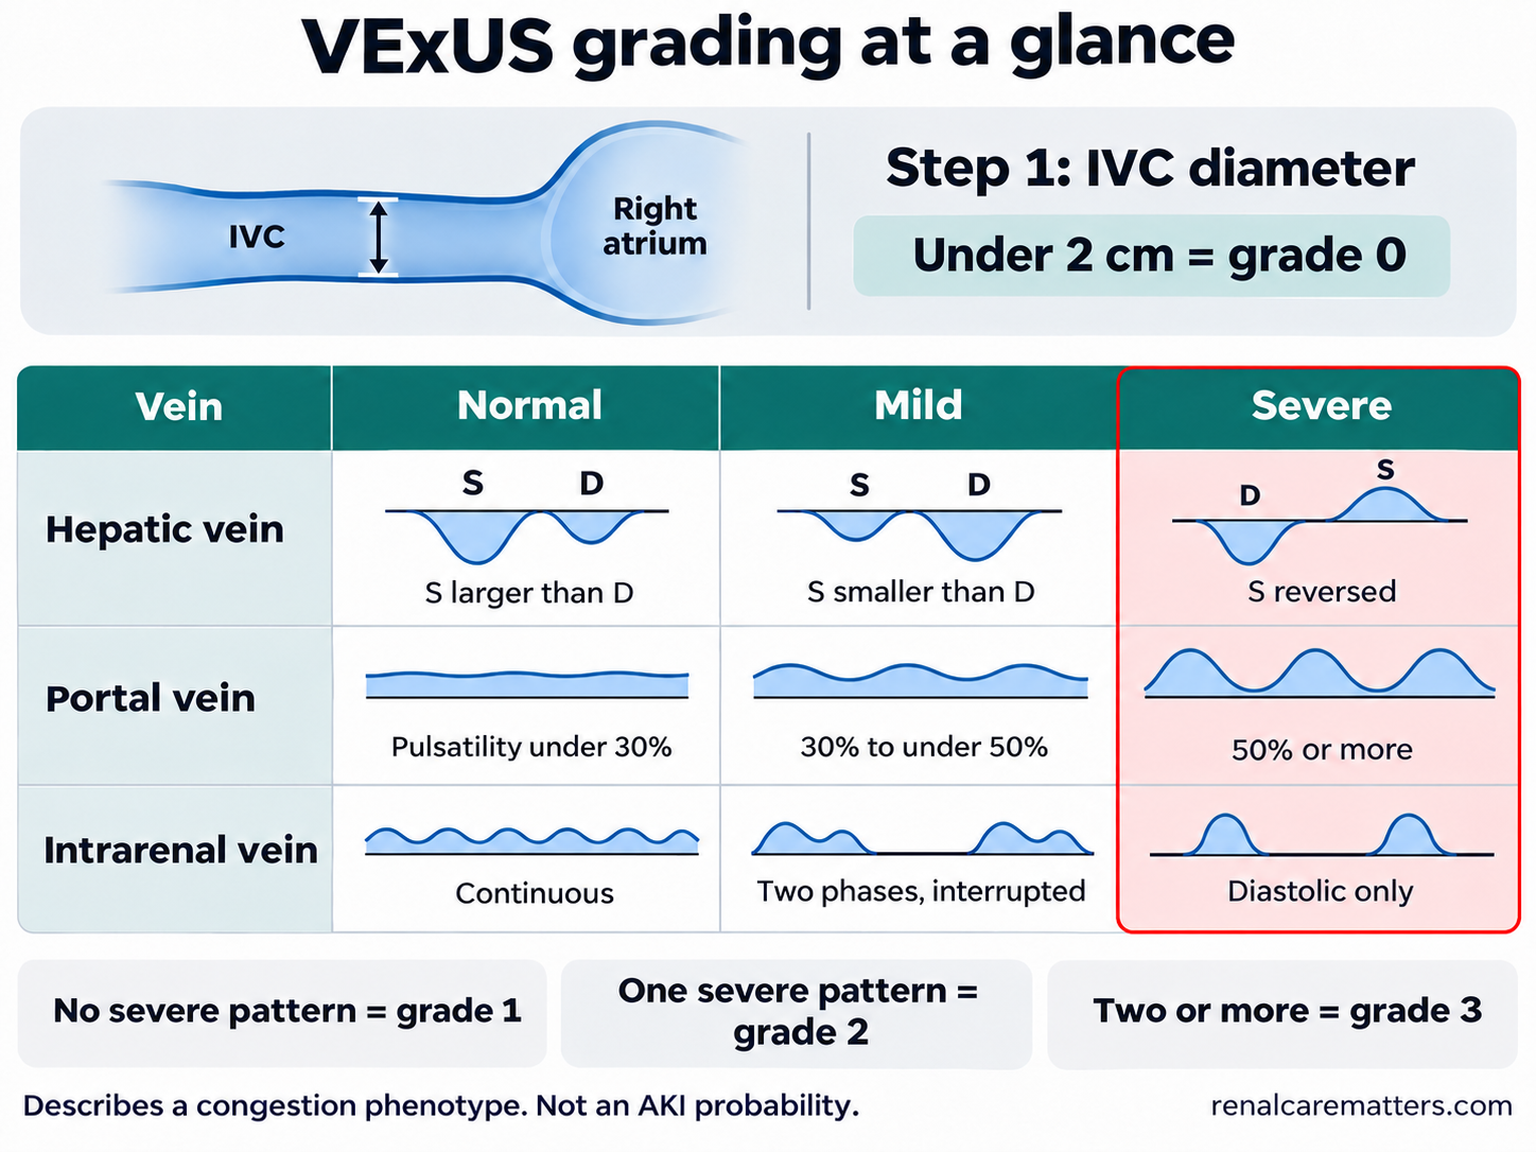 VExUS grading at a glance
IVC
Right
atrium
Step 1: IVC diameter
Under 2 cm = grade 0
Vein
Normal
Mild
Severe
Hepatic vein
S
D
S larger than D
S
D
S smaller than D
D
S
S reversed
Portal vein
Pulsatility under 30%
30% to under 50%
50% or more
Intrarenal vein
Continuous
Two phases, interrupted
Diastolic only
No severe pattern = grade 1
One severe pattern =
grade 2
Two or more = grade 3
Describes a congestion phenotype. Not an AKI probability.
renalcarematters.com